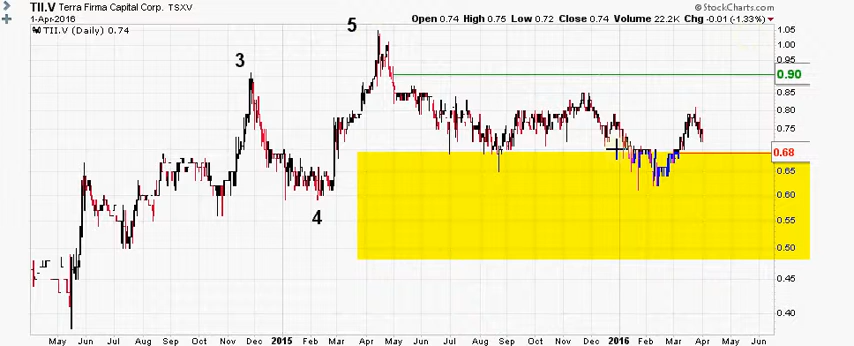 TII.V Terra Firma Capital Corp. TSXV
© StockCharts.com
1-Apr-2016
Open 0.74 High 0.75 Low 0.72 Close 0.74 Volume 22.2K Chg -0.01 (-1.33%)
TII.V (Daily) 0.74
5
3
4
1.05
1.00
0.95
0.90
0.85
0.80
0.75
0.68
0.65
0.60
0.55
0.50
0.45
0.40
May Jun Jul Aug Sep Oct Nov Dec 2015 Feb Mar Apr May Jun Jul Aug Sep Oct Nov Dec 2016 Feb Mar Apr May Jun